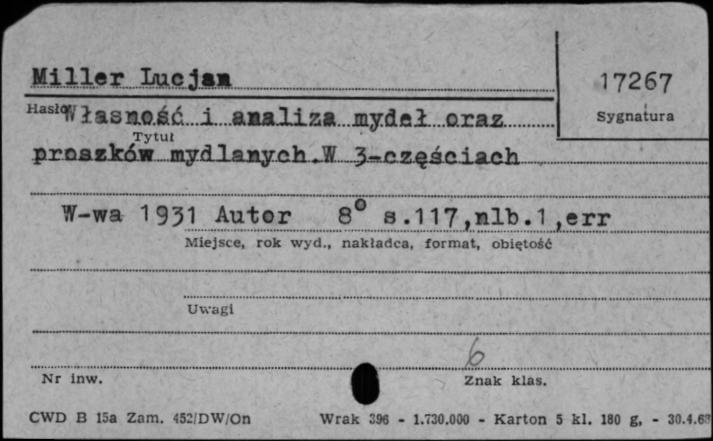 Miller Lucjan
17267
Hasło
Własność i analiza mydeł oraz
Sygnatura
Tytuł
proszków mydlanych.W 3-częściach
W-wa 1931 Autor 8° s.117,nlb.1,err
Miejsce, rok wyd., nakładca, format, obiętość
Uwagi
6
Nr inw.
Znak klas.
CWD B 15a Zam. 452/DW/On Wrak 396 - 1.730.000 - Karton 5 kl. 180 g, - 30.4.63